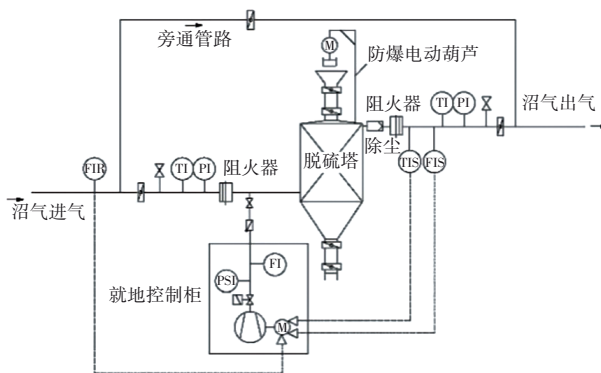 M
旁通管路
防爆电动葫芦
阻火器
TI
PI
沼气出气
脱硫塔
除尘
TIS
FIS
FIR
TI
PI
阻火器
沼气进气
PSI
FI
就地控制柜
M